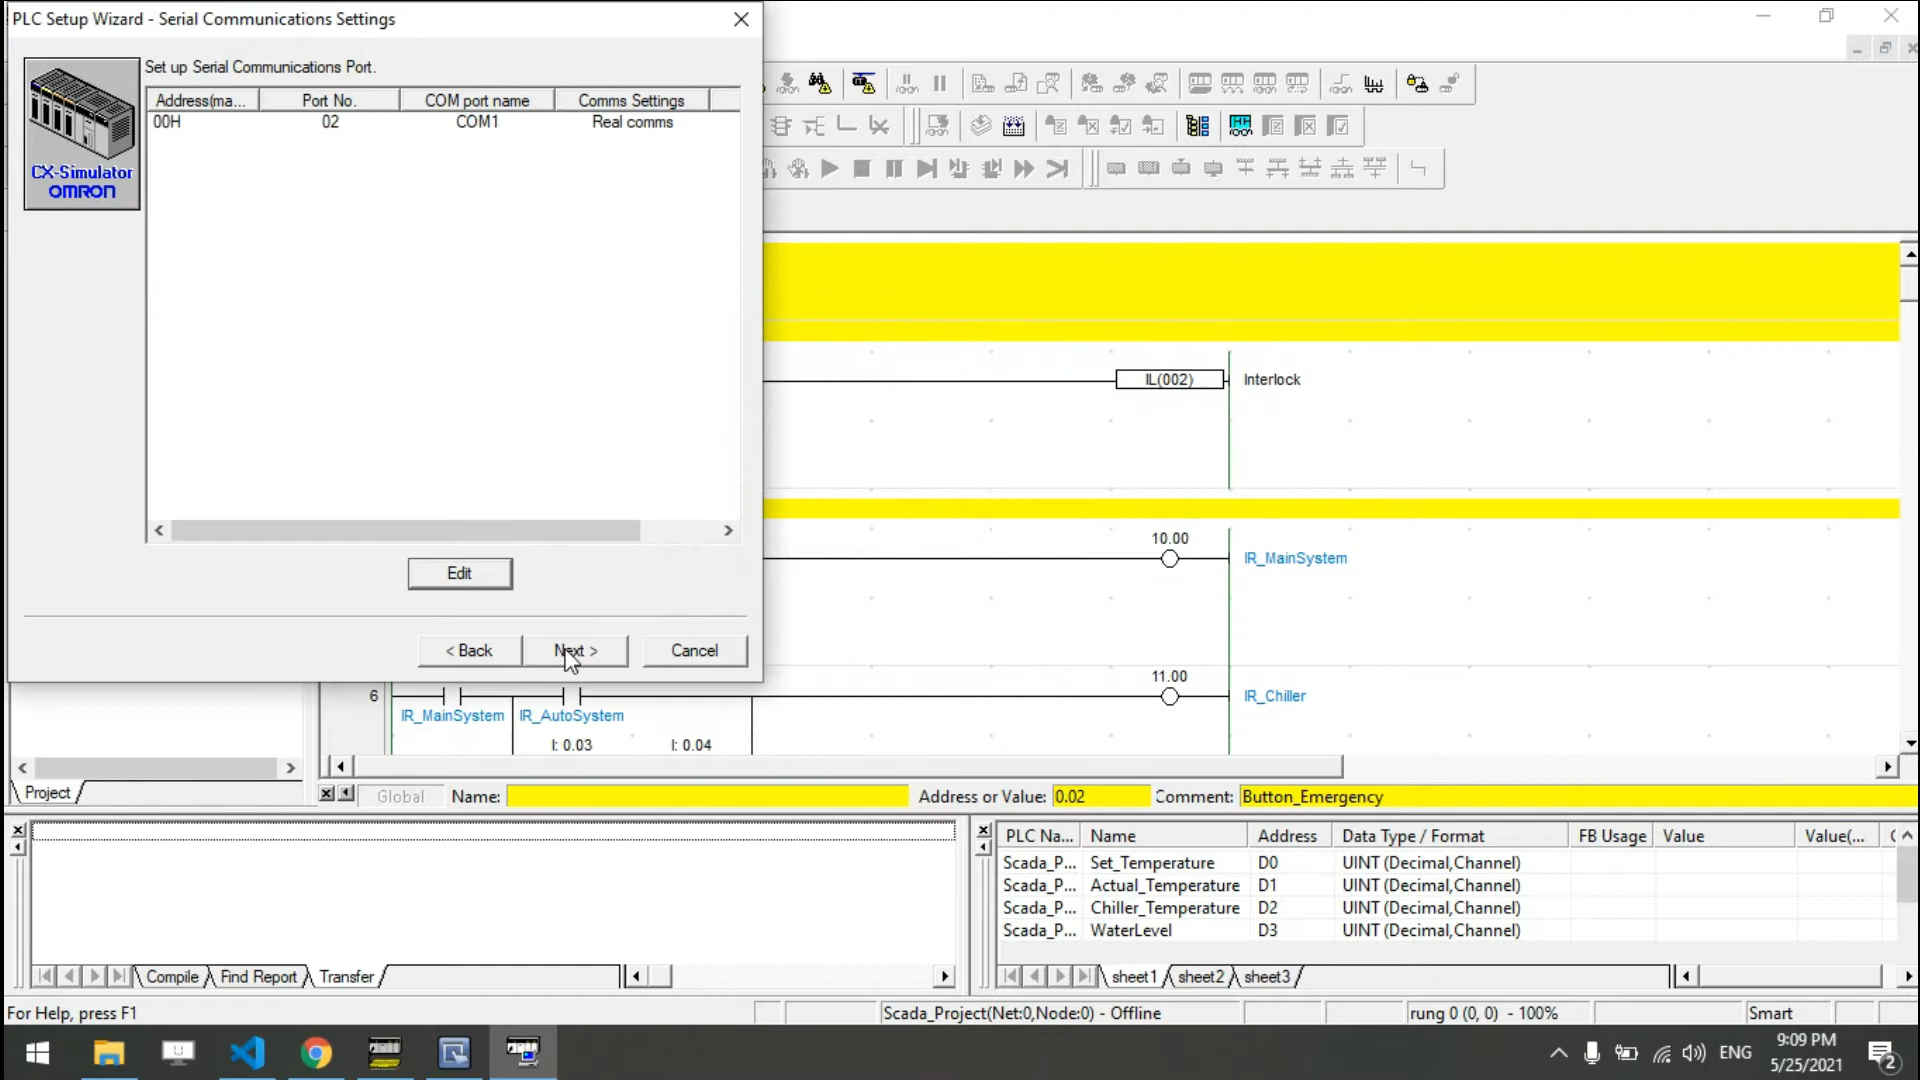 PLC Setup Wizard - Serial Communications Settings
Set up Serial Communications Port.
Address(ma... Port No. COM port name Comms Settings
00H 02 COM1 Real comms
CX-Simulator
OMRON
Edit
< Back Next > Cancel
IL(002) Interlock
10.00
IR_MainSystem
11.00
6 IR_Chiller
IR_MainSystem IR_AutoSystem
I: 0.03 I: 0.04
Project
Global Name: Address or Value: 0.02 Comment: Button_Emergency
PLC Na... Name Address Data Type / Format FB Usage Value Value(...
Scada_P... Set_Temperature D0 UINT (Decimal,Channel)
Scada_P... Actual_Temperature D1 UINT (Decimal,Channel)
Scada_P... Chiller_Temperature D2 UINT (Decimal,Channel)
Scada_P... WaterLevel D3 UINT (Decimal,Channel)
Compile Find Report Transfer
sheet1 sheet2 sheet3
For Help, press F1 Scada_Project(Net:0,Node:0) - Offline rung 0 (0, 0) - 100% Smart
ENG 9:09 PM
5/25/2021 2